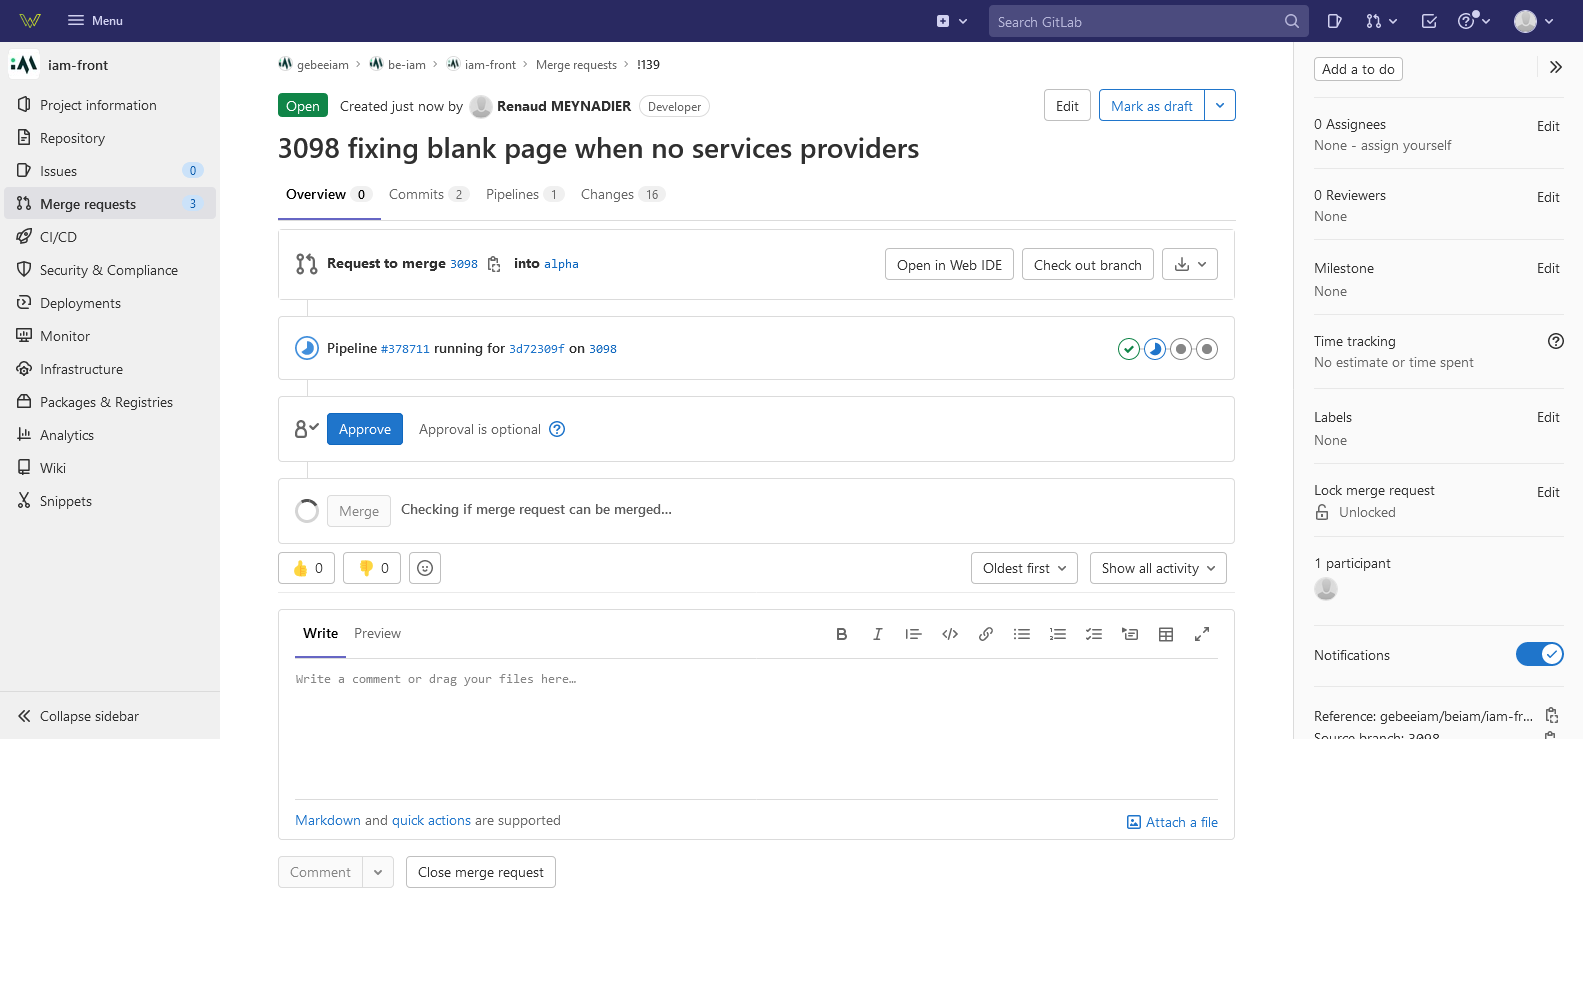 Menu
Search GitLab
iam-front
Project information
Repository
Issues 0
Merge requests 3
CI/CD
Security & Compliance
Deployments
Monitor
Infrastructure
Packages & Registries
Analytics
Wiki
Snippets
Collapse sidebar
gebeeiam > be-iam > iam-front > Merge requests > !139
Open Created just now by Renaud MEYNADIER Developer
Edit Mark as draft
3098 fixing blank page when no services providers
Overview 0 Commits 2 Pipelines 1 Changes 16
Request to merge 3098 into alpha
Open in Web IDE Check out branch
Pipeline #378711 running for 3d72309f on 3098
Approve Approval is optional
Merge Checking if merge request can be merged…
0 0
Oldest first Show all activity
Write Preview
Write a comment or drag your files here…
Markdown and quick actions are supported
Attach a file
Comment Close merge request
Add a to do
0 Assignees Edit
None - assign yourself
0 Reviewers Edit
None
Milestone Edit
None
Time tracking
No estimate or time spent
Labels Edit
None
Lock merge request Edit
Unlocked
1 participant
Notifications
Reference: gebeeiam/beiam/iam-fr…
Source branch: 3098